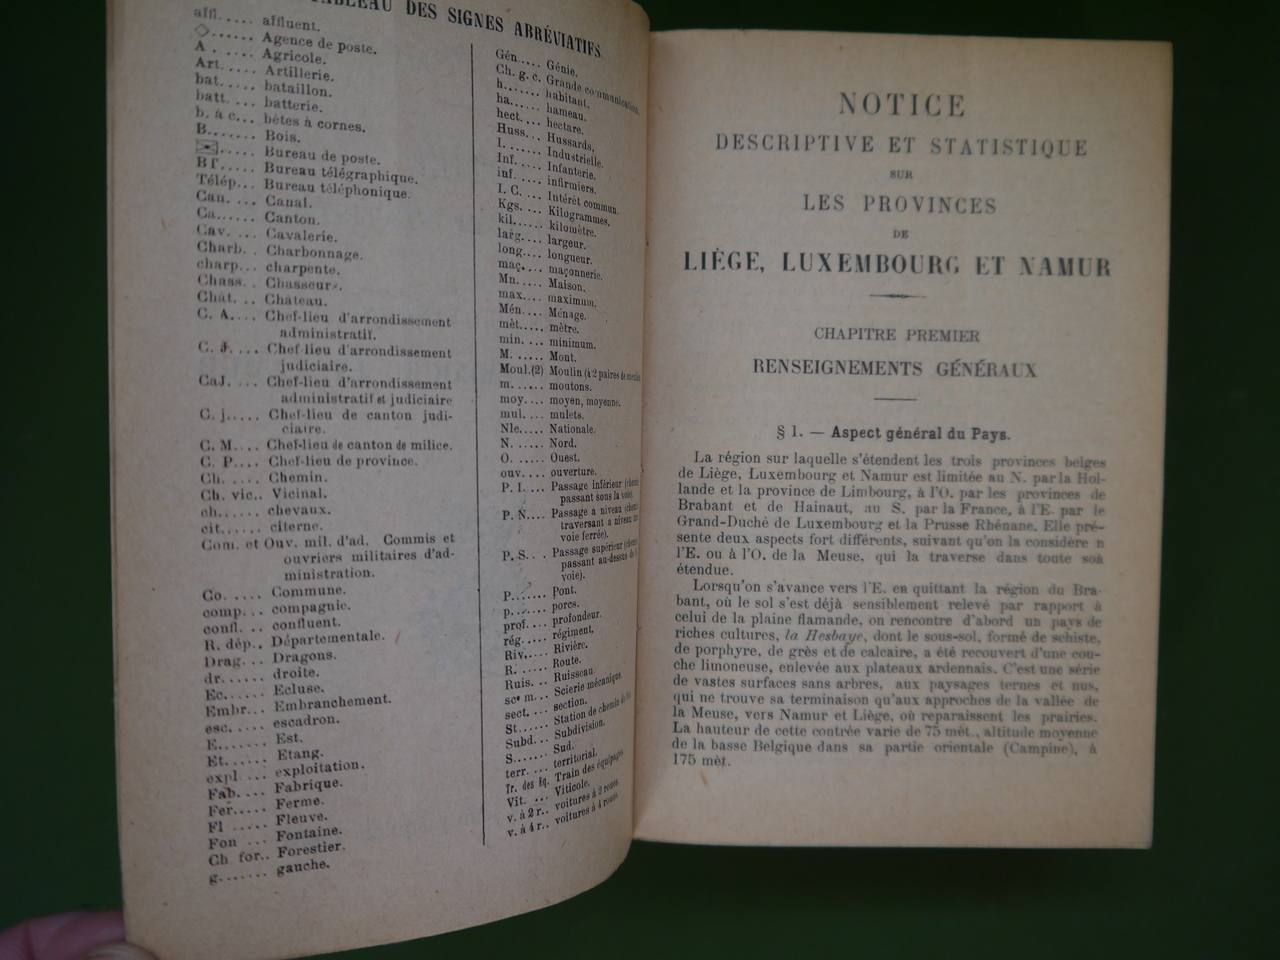 TABLEAU DES SIGNES ABRÉVIATIFS.
affl..... affluent.
◇...... Agence de poste.
A ...... Agricole.
Art..... Artillerie.
bat..... bataillon.
batt.... batterie.
b. à c... bêtes à cornes.
B....... Bois.
✉..... Bureau de poste.
BT..... Bureau télégraphique.
Télép... Bureau téléphonique.
Can. ... Canal.
Ca...... Canton.
Cav. ... Cavalerie.
Charb. . Charbonnage.
charp... charpente.
Chass. . Chasseurs.
Chât. .. Château.
C. A.... Chef-lieu d'arrondissement
administratif.
C. J. ... Chef-lieu d'arrondissement
judiciaire.
CaJ. ... Chef-lieu d'arrondissement
administratif et judiciaire
C. j..... Chef-lieu de canton judi-
ciaire.
C. M.... Chef-lieu de canton de milice.
C. P.... Chef-lieu de province.
Ch. .... Chemin.
Ch. vic.. Vicinal.
ch...... chevaux.
cit...... citerne.
Com. et Ouv. mil. d'ad. Commis et
ouvriers militaires d'ad-
ministration.
Co. ..... Commune.
comp... compagnie.
confl. .. confluent.
R. dép.. Départementale.
Drag... Dragons.
dr...... droite.
Ec...... Ecluse.
Embr... Embranchement.
esc. .... escadron.
E....... Est.
Et...... Etang.
expl ... exploitation.
Fab. ... Fabrique.
Fer..... Ferme.
Fl ..... Fleuve.
Fon .... Fontaine.
Ch for.. Forestier.
g....... gauche.
Gén..... Génie.
Ch. g. c. Grande communication.
h....... habitant.
ha...... hameau.
hect.... hectare.
Huss... Hussards.
I. ..... Industrielle.
Inf. .... Infanterie.
inf. .... infirmiers.
I. C. ... Intérêt commun.
Kgs. ... Kilogrammes.
kil..... kilomètre.
larg.... largeur.
long.... longueur.
maç.... maçonnerie.
Mn. ... Maison.
max.... maximum.
Mén. ... Ménage.
mèt..... mètre.
min. ... minimum.
M. .... Mont.
Moul.(2) Moulin (à 2 paires de meules
m. ..... moutons.
moy... moyen, moyenne.
mul. ... mulets.
Nle.... Nationale.
N. ..... Nord.
O. .... Ouest.
ouv. ... ouverture.
P. I.... Passage inférieur (chemin
passant sous la voie).
P. N.... Passage à niveau (chemin
traversant à niveau un
voie ferrée).
P. S. . Passage supérieur (chemin
passant au-dessus de
voie).
P....... Pont.
p...... porcs.
prof.... profondeur.
rég..... régiment.
Riv..... Rivière.
R. ..... Route.
Ruis. .. Ruisseau
sce m... Scierie mécanique.
sect. ... section.
St...... Station de chemin de fer
Subd... Subdivision.
S....... Sud.
terr. ... territorial.
Tr. des Eq. Train des équipages
Vit. ... Viticole.
v. à 2 r.. voitures à 2 roues.
v. à 4 r.. voitures à 4 roues.
NOTICE
DESCRIPTIVE ET STATISTIQUE
SUR
LES PROVINCES
DE
LIÈGE, LUXEMBOURG ET NAMUR
CHAPITRE PREMIER
RENSEIGNEMENTS GÉNÉRAUX
§ 1. — Aspect général du Pays.
La région sur laquelle s'étendent les trois provinces belges
de Liège, Luxembourg et Namur est limitée au N. par la Hol-
lande et la province de Limbourg, à l'O. par les provinces de
Brabant et de Hainaut, au S. par la France, à l'E. par le
Grand-Duché de Luxembourg et la Prusse Rhénane. Elle pré-
sente deux aspects fort différents, suivant qu'on la considère n
l'E. ou à l'O. de la Meuse, qui la traverse dans toute son
étendue.
Lorsqu'on s'avance vers l'E. en quittant la région du Bra-
bant, où le sol s'est déjà sensiblement relevé par rapport à
celui de la plaine flamande, on rencontre d'abord un pays de
riches cultures, la Hesbaye, dont le sous-sol, formé de schiste,
de porphyre, de grès et de calcaire, a été recouvert d'une cou-
che limoneuse, enlevée aux plateaux ardennais. C'est une série
de vastes surfaces sans arbres, aux paysages ternes et nus,
qui ne trouve sa terminaison qu'aux approches de la vallée de
la Meuse, vers Namur et Liège, où reparaissent les prairies.
La hauteur de cette contrée varie de 75 mèt., altitude moyenne
de la basse Belgique dans sa partie orientale (Campine), à
175 mèt.